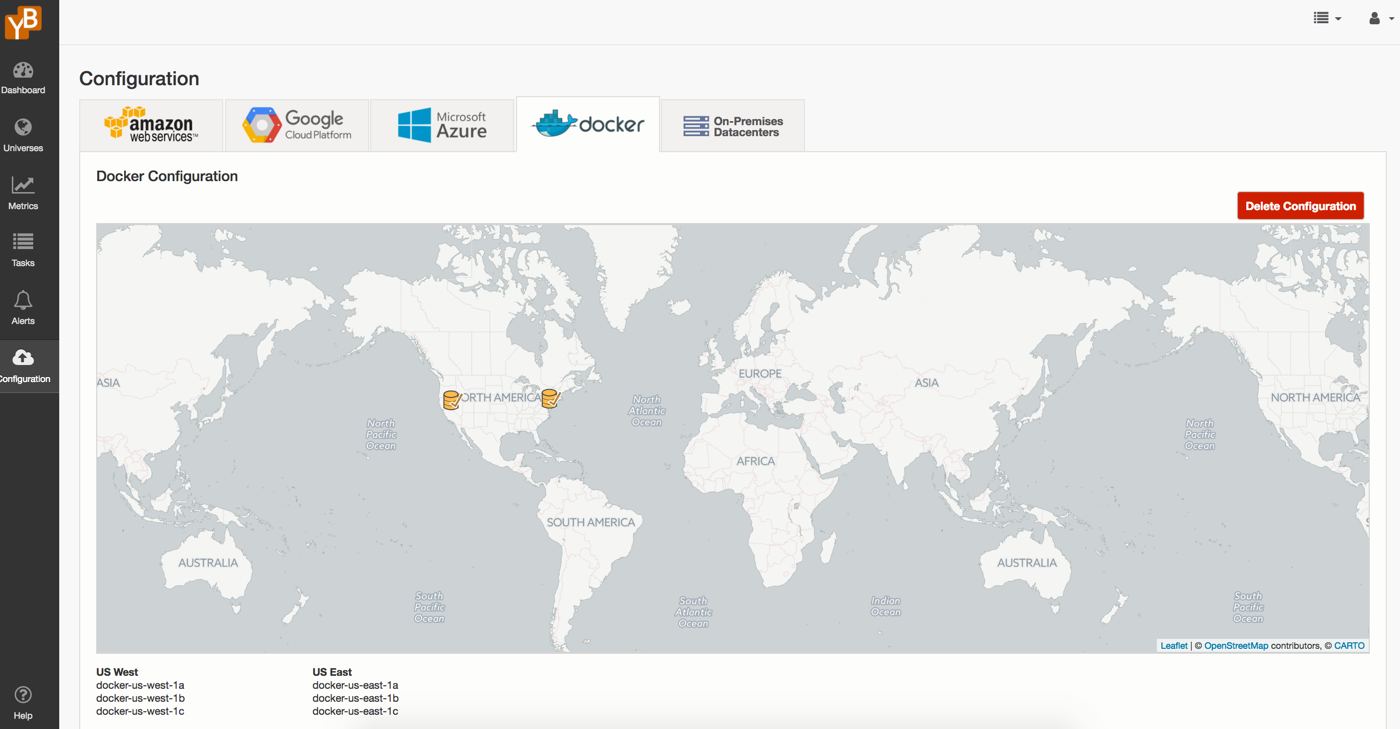 YB
Dashboard
Universes
Metrics
Tasks
Alerts
Configuration
Help
Configuration
amazon
web services™
Google
Cloud Platform
Microsoft
Azure
docker
On-Premises
Datacenters
Docker Configuration
Delete Configuration
ASIA
ORTH AMERICA
EUROPE
ASIA
NORTH AMERICA
North
Atlantic
Ocean
North
Pacific
Ocean
North
Pacific
Ocean
AFRICA
SOUTH AMERICA
AUSTRALIA
AUSTRALIA
South
Pacific
Ocean
South
Atlantic
Ocean
Indian
Ocean
South
Pacific
Ocean
S
Leaflet | © OpenStreetMap contributors, © CARTO
US West
docker-us-west-1a
docker-us-west-1b
docker-us-west-1c
US East
docker-us-east-1a
docker-us-east-1b
docker-us-east-1c